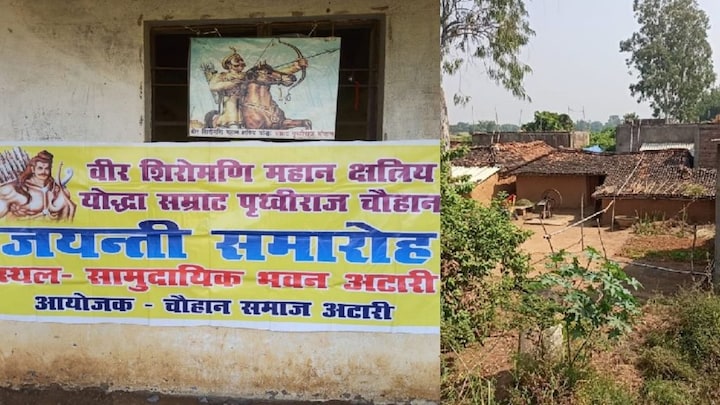 वीर शिरोमणि महान क्षत्रिय
योद्धा सम्राट पृथ्वीराज चौहान
जयन्ती समारोह
स्थल- सामुदायिक भवन अटारी
आयोजक - चौहान समाज अटारी